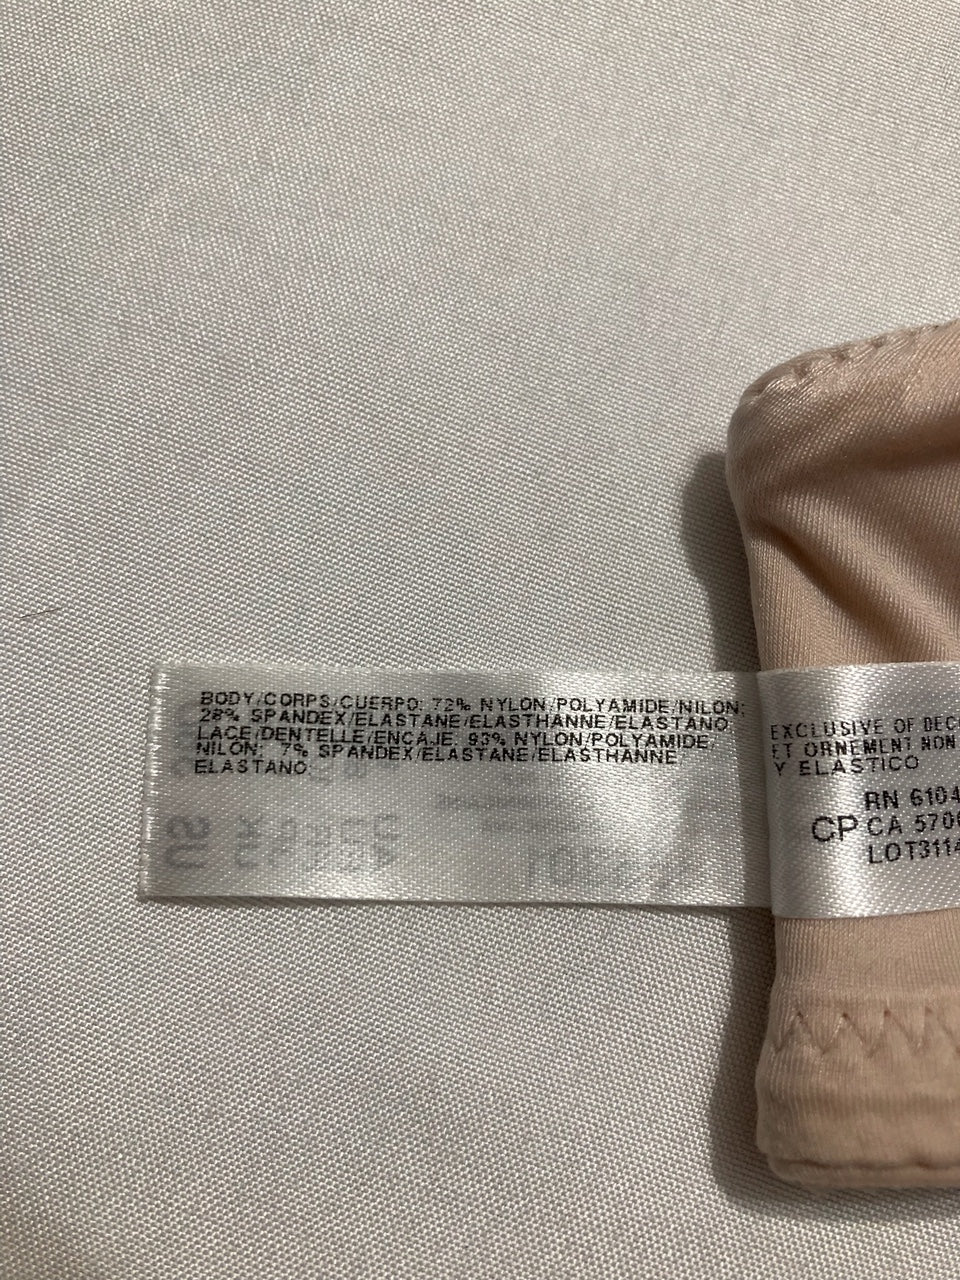 BODY/CORPS/CUERPO: 72% NYLON/POLYAMIDE/NILON;
28% SPANDEX/ELASTANE/ELASTHANNE/ELASTANO
LACE/DENTELLE/ENCAJE: 93% NYLON/POLYAMIDE/
NILON; 7% SPANDEX/ELASTANE/ELASTHANNE
ELASTANO;
EXCLUSIVE OF DECO
ET ORNEMENT NON
Y ELASTICO
RN 6104
CP CA 570
LOT3114